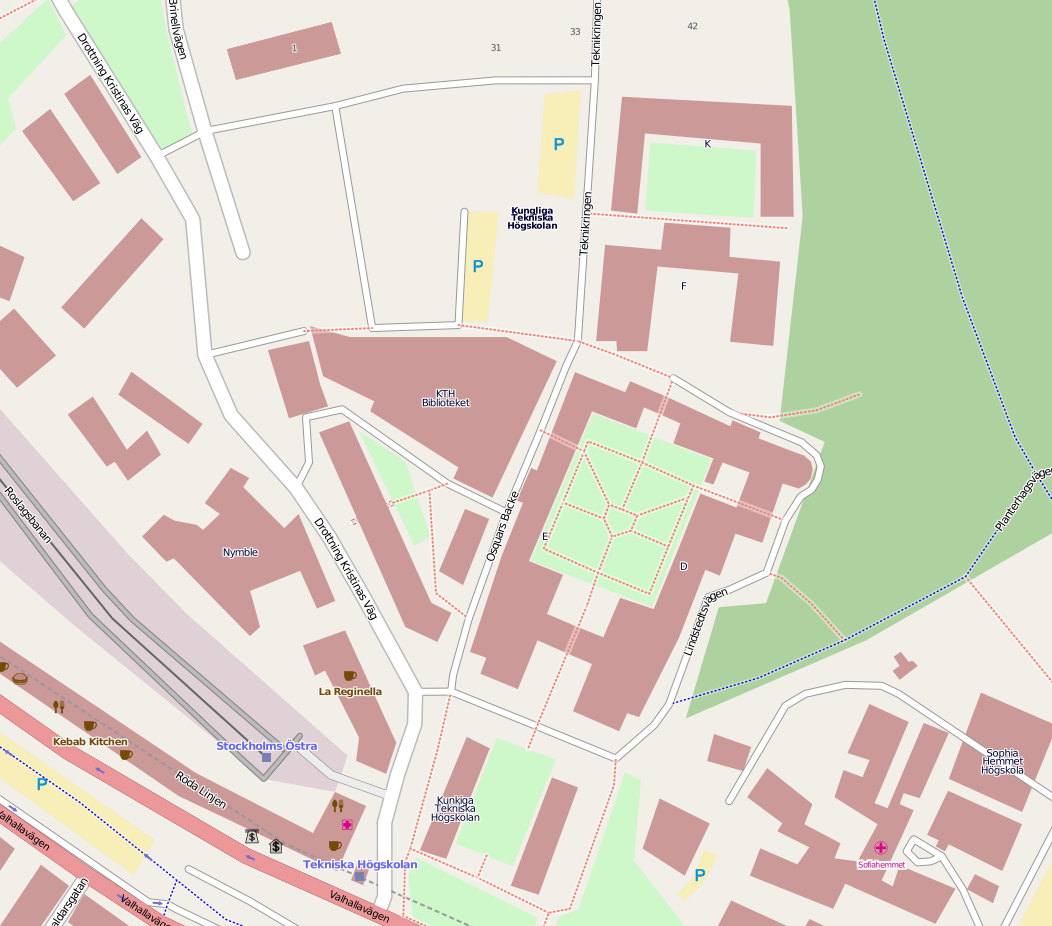 Brinellvägen
Teknikringen
42
33
31
1
Drottning Kristinas Väg
P
K
Kungliga
Tekniska
Högskolan
Teknikringen
P
F
KTH
Biblioteket
Planterhagsvägen
Roslagsbanan
Osquars Backe
E
Nymble
Drottning Kristinas Väg
D
Lindstedtsvägen
La Reginella
Kebab Kitchen
Stockholms Östra
Sophia
Hemmet
Högskola
P
Röda Linjen
Kunkiga
Tekniska
Högskolan
Valhallavägen
$
$
Tekniska Högskolan
Sofiahemmet
P
Valhallavägen
aldarsgatan
Valhallaväge